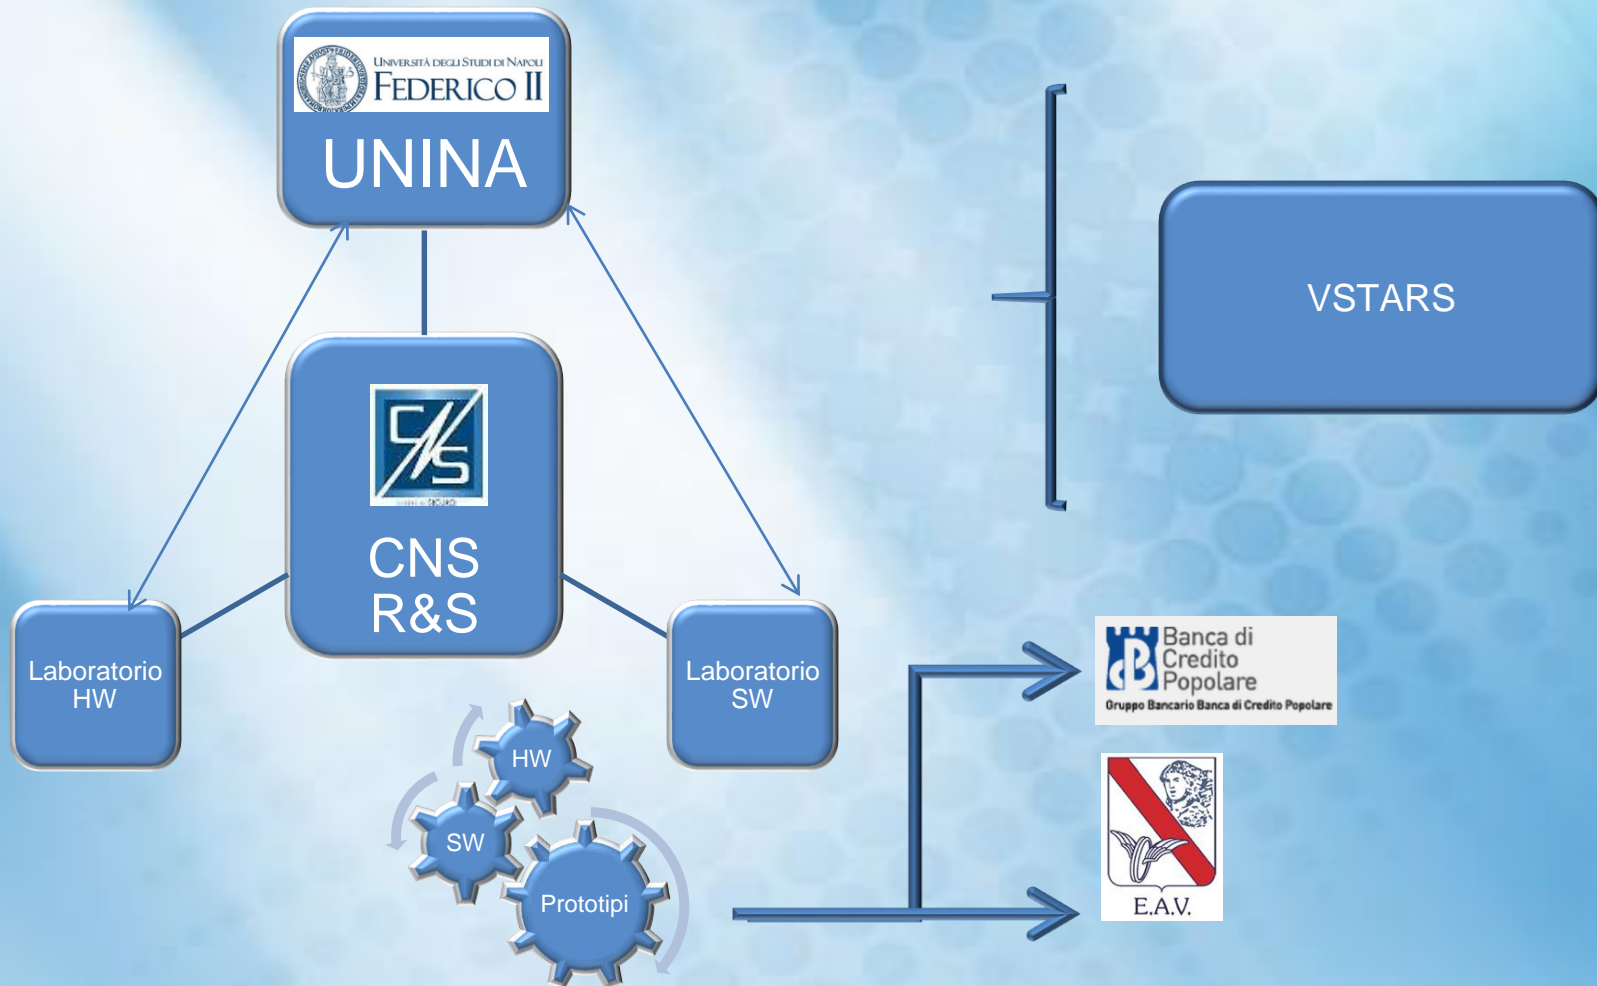 UNIVERSITÀ DEGLI STUDI DI NAPOLI
FEDERICO II
UNINA
VSTARS
CNS
CNS
R&S
Laboratorio
HW
Laboratorio
SW
HW
SW
Prototipi
Banca di
Credito
Popolare
Gruppo Bancario Banca di Credito Popolare
E.A.V.